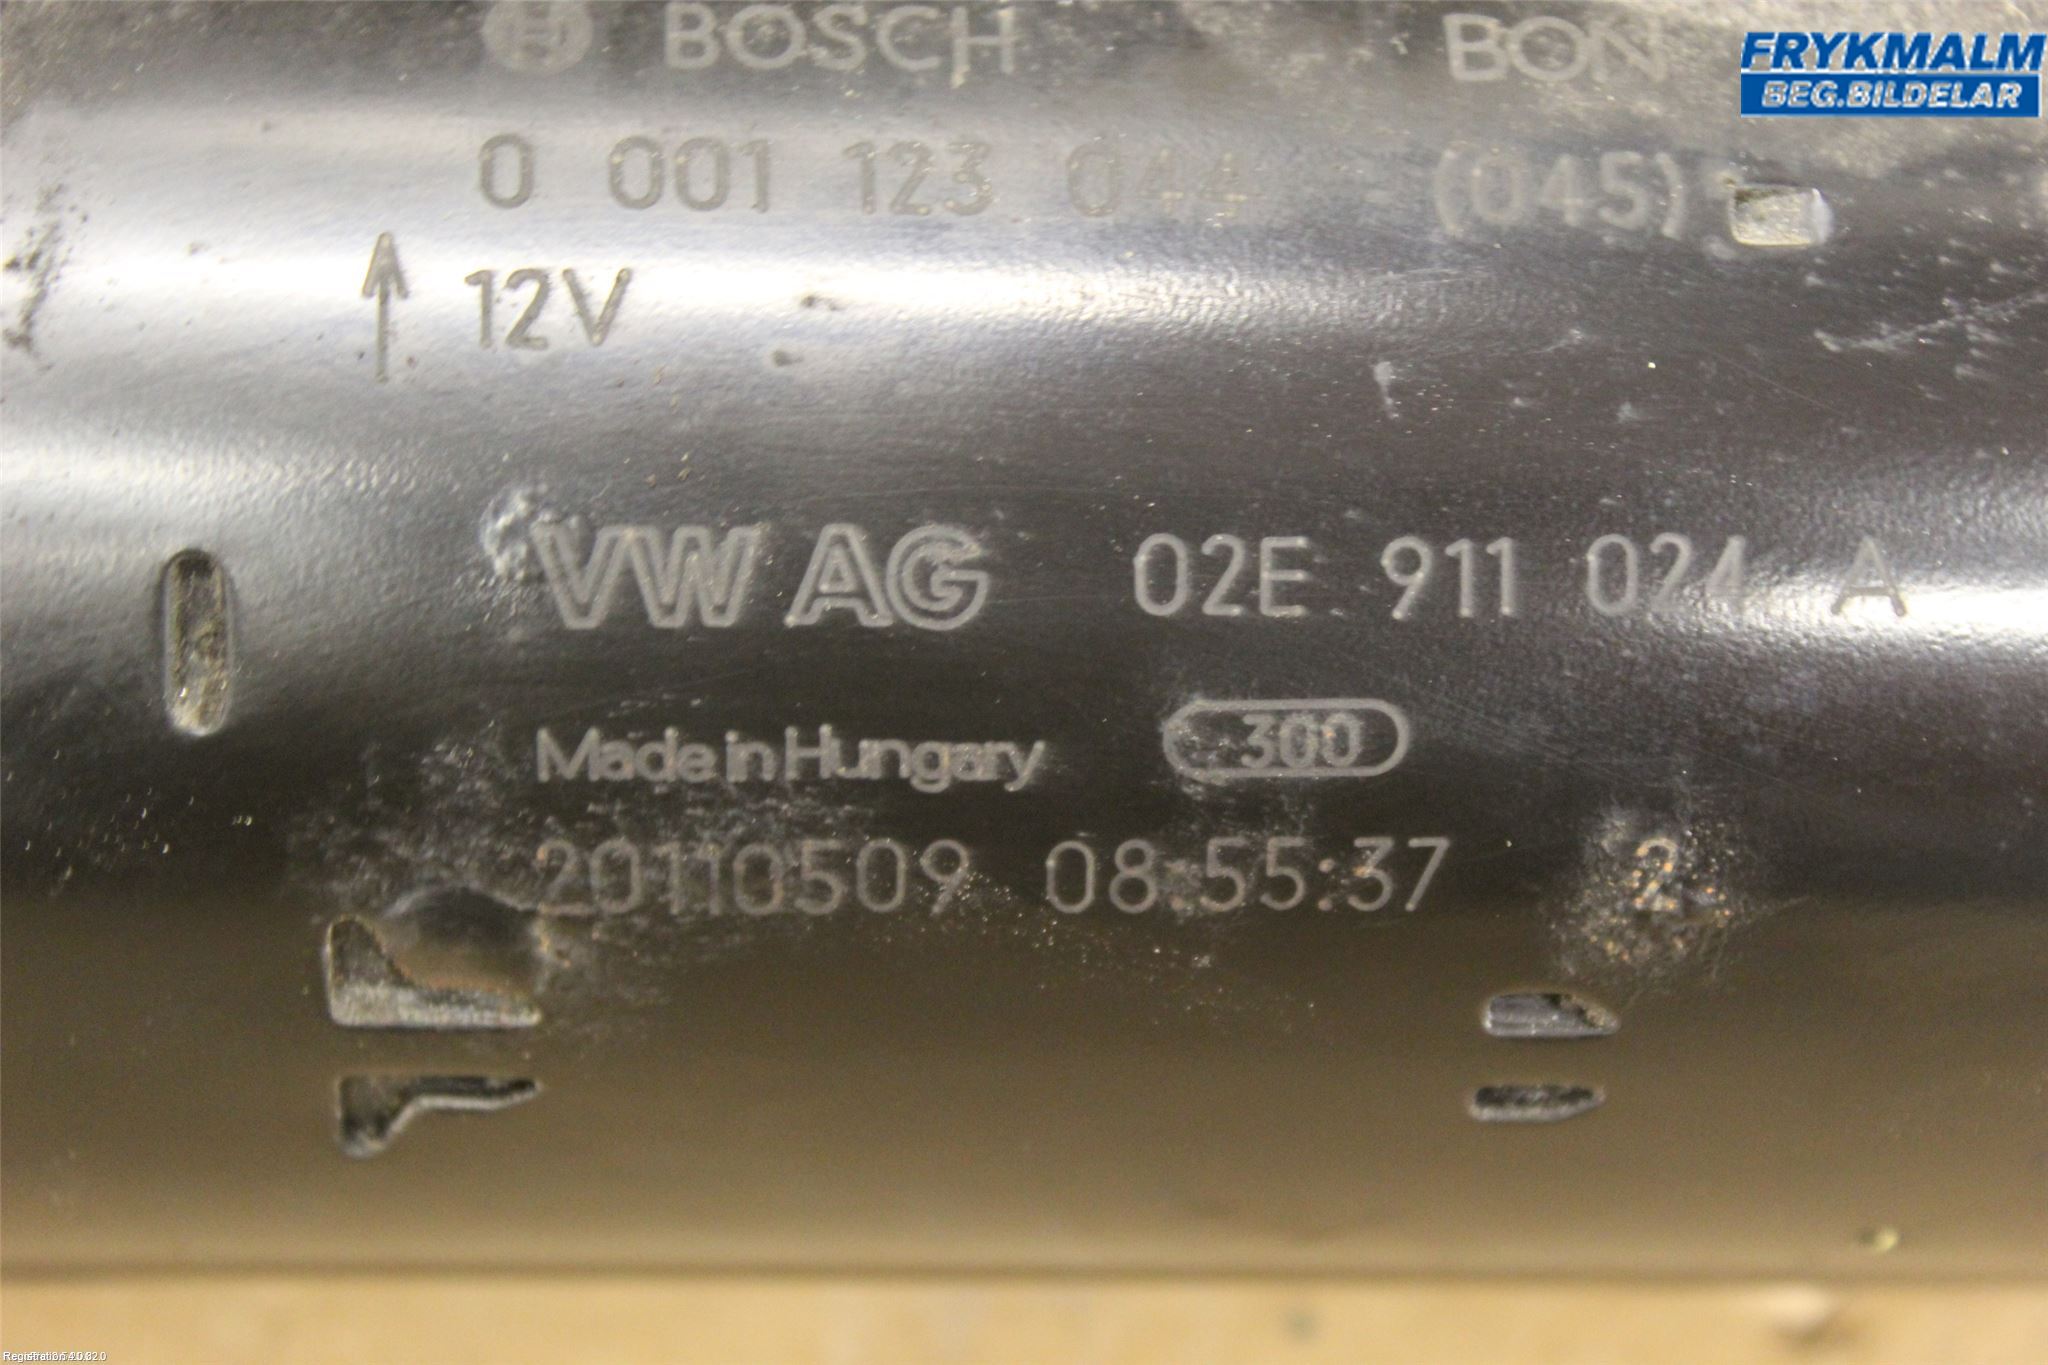 BOSCH BON
FRYKMALM
BEG.BILDELAR
0 001 123 044 (045)
12V
VW AG 02E 911 024 A
Made in Hungary 300
20110509 08:55:37 2